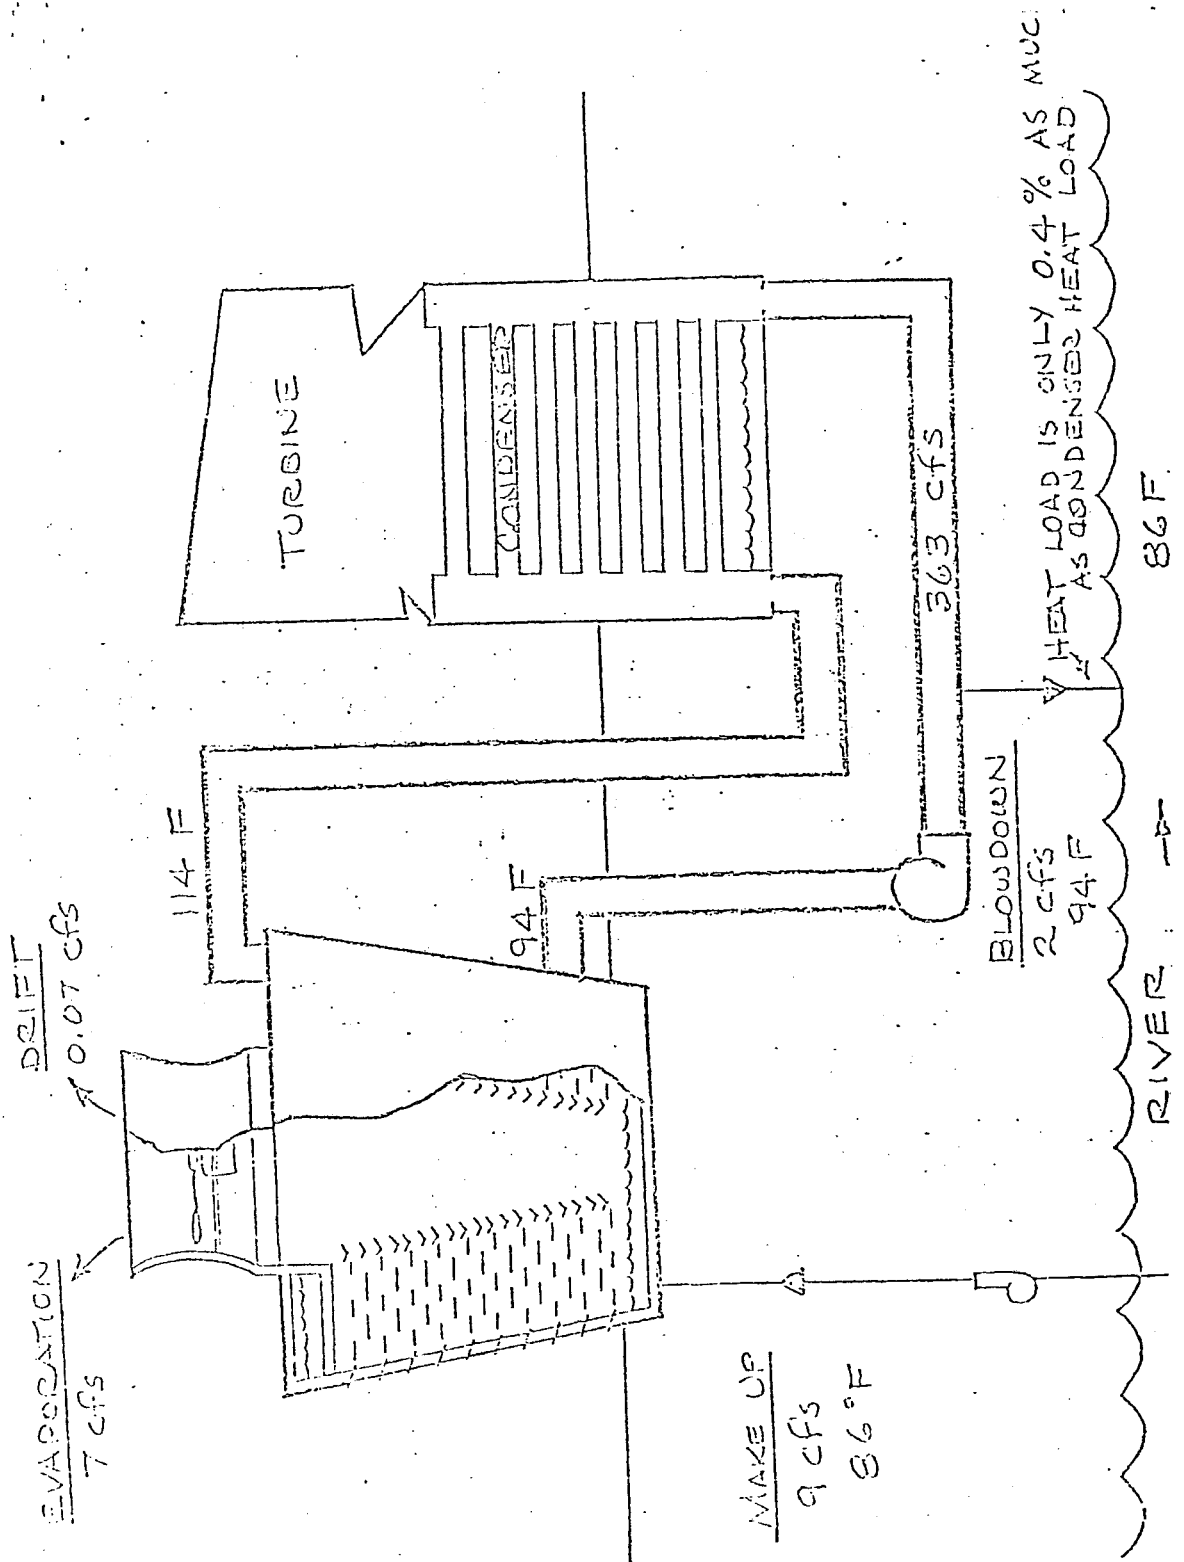 EVAPORATION
7 cfs
DRIFT
0.07 cfs
114 F
TURBINE
CONDENSER
94 F
363 cfs
MAKE UP
9 cfs
86°F
BLOWDOWN
2 cfs
94 F
HEAT LOAD IS ONLY 0.4% AS MUC
AS CONDENSER HEAT LOAD
RIVER
86 F